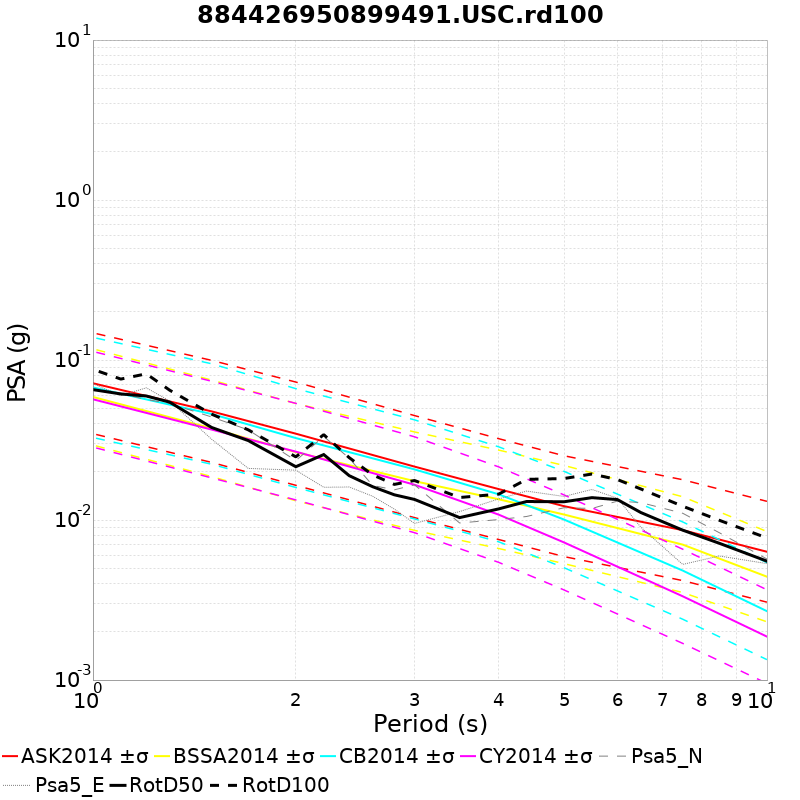 884426950899491.USC.rd100
10^1
10^0
10^-1
10^-2
10^-3
PSA (g)
10^0 2 3 4 5 6 7 8 9 10^1
Period (s)
ASK2014 ±σ BSSA2014 ±σ CB2014 ±σ CY2014 ±σ Psa5_N
Psa5_E RotD50 RotD100